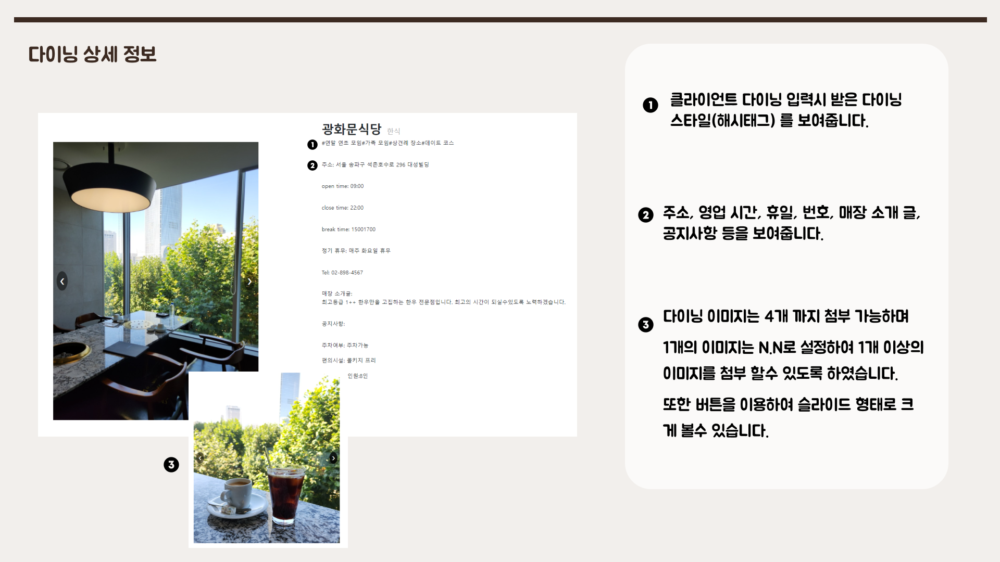 다이닝 상세 정보
광화문식당 한식
1 #연말 연초 모임#가족 모임#상견례 장소#데이트 코스
2 주소: 서울 송파구 석촌호수로 296 대성빌딩
open time: 09:00
close time: 22:00
break time: 15001700
정기 휴무: 매주 화요일 휴무
Tel: 02-898-4567
매장 소개글:
최고등급 1++ 한우만을 고집하는 한우 전문점입니다. 최고의 시간이 되실수있도록 노력하겠습니다.
공지사항:
주차여부: 주차가능
편의시설: 콜키지 프리
인원:8인
3
1 클라이언트 다이닝 입력시 받은 다이닝
스타일(해시태그) 를 보여줍니다.
2 주소, 영업 시간, 휴일, 번호, 매장 소개 글,
공지사항 등을 보여줍니다.
3 다이닝 이미지는 4개 까지 첨부 가능하며
1개의 이미지는 N.N로 설정하여 1개 이상의
이미지를 첨부 할수 있도록 하였습니다.
또한 버튼을 이용하여 슬라이드 형태로 크
게 볼수 있습니다.